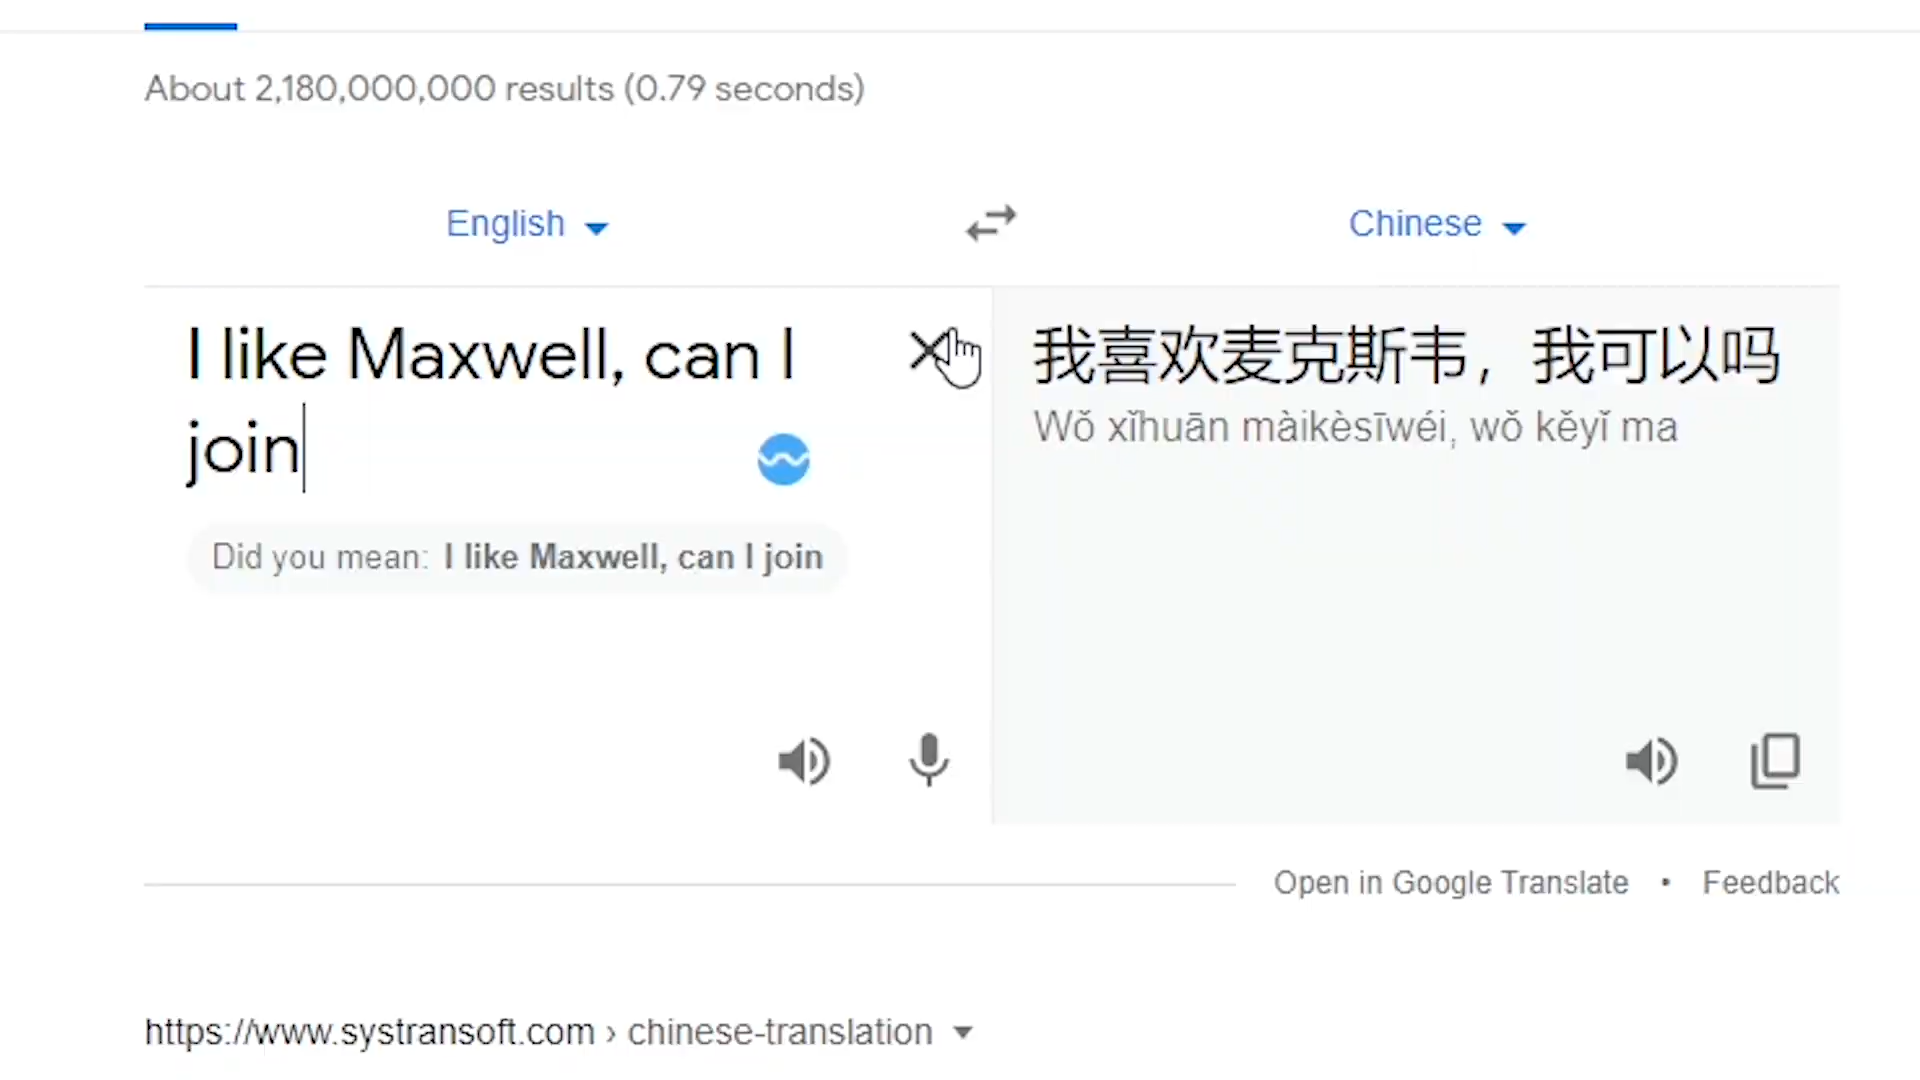 About 2,180,000,000 results (0.79 seconds)
English
Chinese
I like Maxwell, can I
join
Did you mean: I like Maxwell, can I join
我喜欢麦克斯韦，我可以吗
Wǒ xǐhuān màikèsīwéi, wǒ kěyǐ ma
Open in Google Translate • Feedback
https://www.systransoft.com › chinese-translation